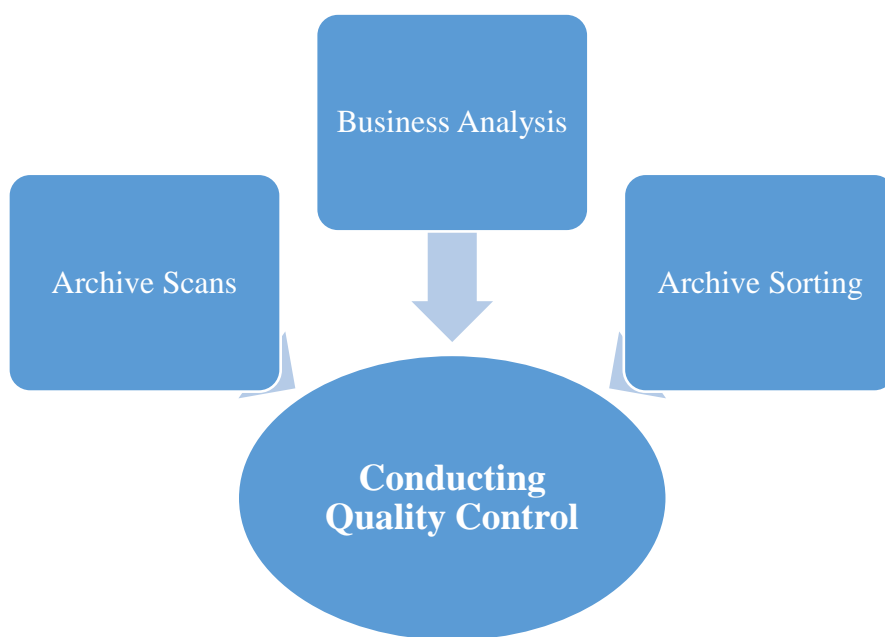 Business Analysis
Archive Scans
Archive Sorting
Conducting
Quality Control